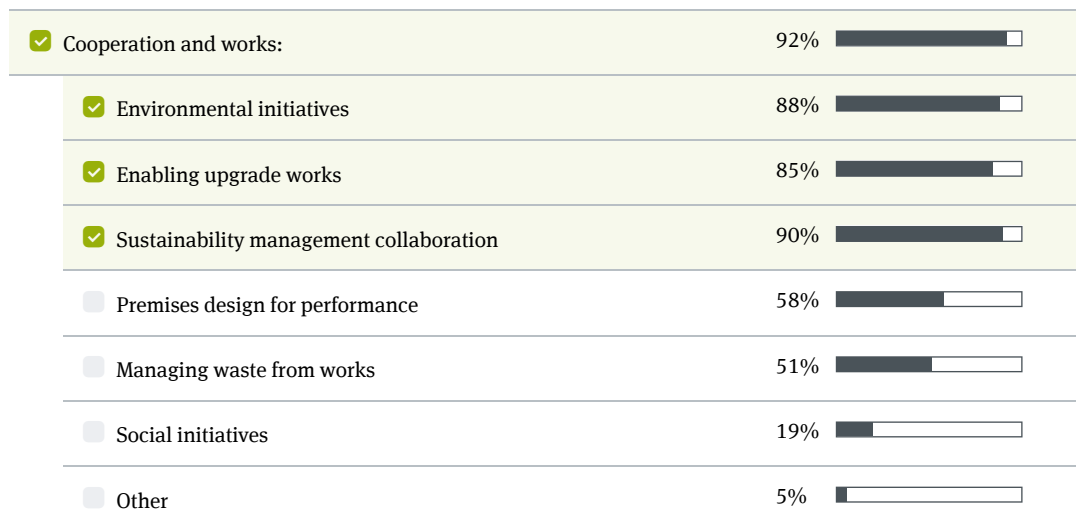 Cooperation and works: 92%
Environmental initiatives 88%
Enabling upgrade works 85%
Sustainability management collaboration 90%
Premises design for performance 58%
Managing waste from works 51%
Social initiatives 19%
Other 5%